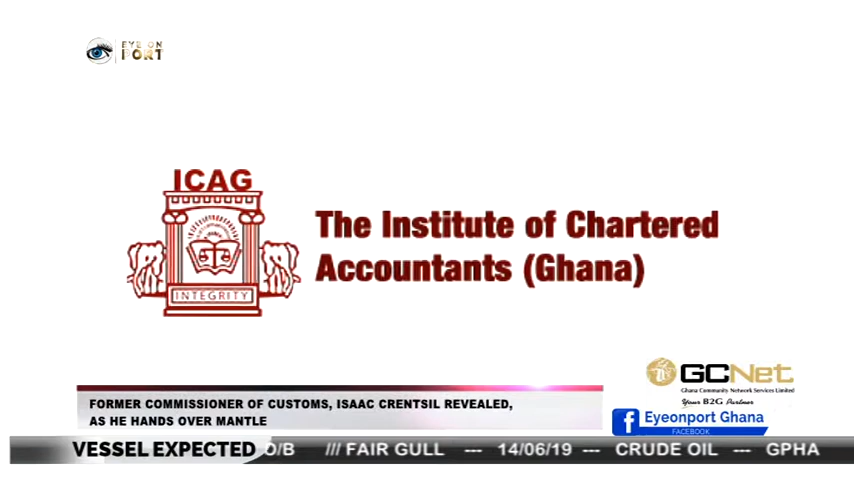 EYE ON
PORT
ICAG
INTEGRITY
The Institute of Chartered
Accountants (Ghana)
GCNet
Ghana Community Network Services Limited
Your B2G Partner
FORMER COMMISSIONER OF CUSTOMS, ISAAC CRENTSIL REVEALED,
AS HE HANDS OVER MANTLE
Eyeonport Ghana
FACEBOOK
VESSEL EXPECTED O/B /// FAIR GULL --- 14/06/19 --- CRUDE OIL --- GPHA